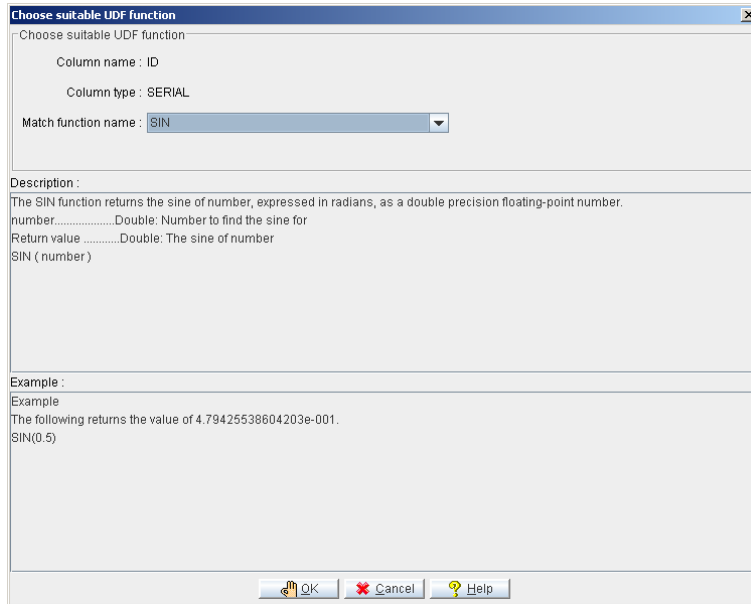 Choose suitable UDF function
Choose suitable UDF function
Column name : ID
Column type : SERIAL
Match function name : SIN
Description :
The SIN function returns the sine of number, expressed in radians, as a double precision floating-point number.
number...................Double: Number to find the sine for
Return value ............Double: The sine of number
SIN ( number )
Example :
Example
The following returns the value of 4.79425538604203e-001.
SIN(0.5)
OK Cancel Help